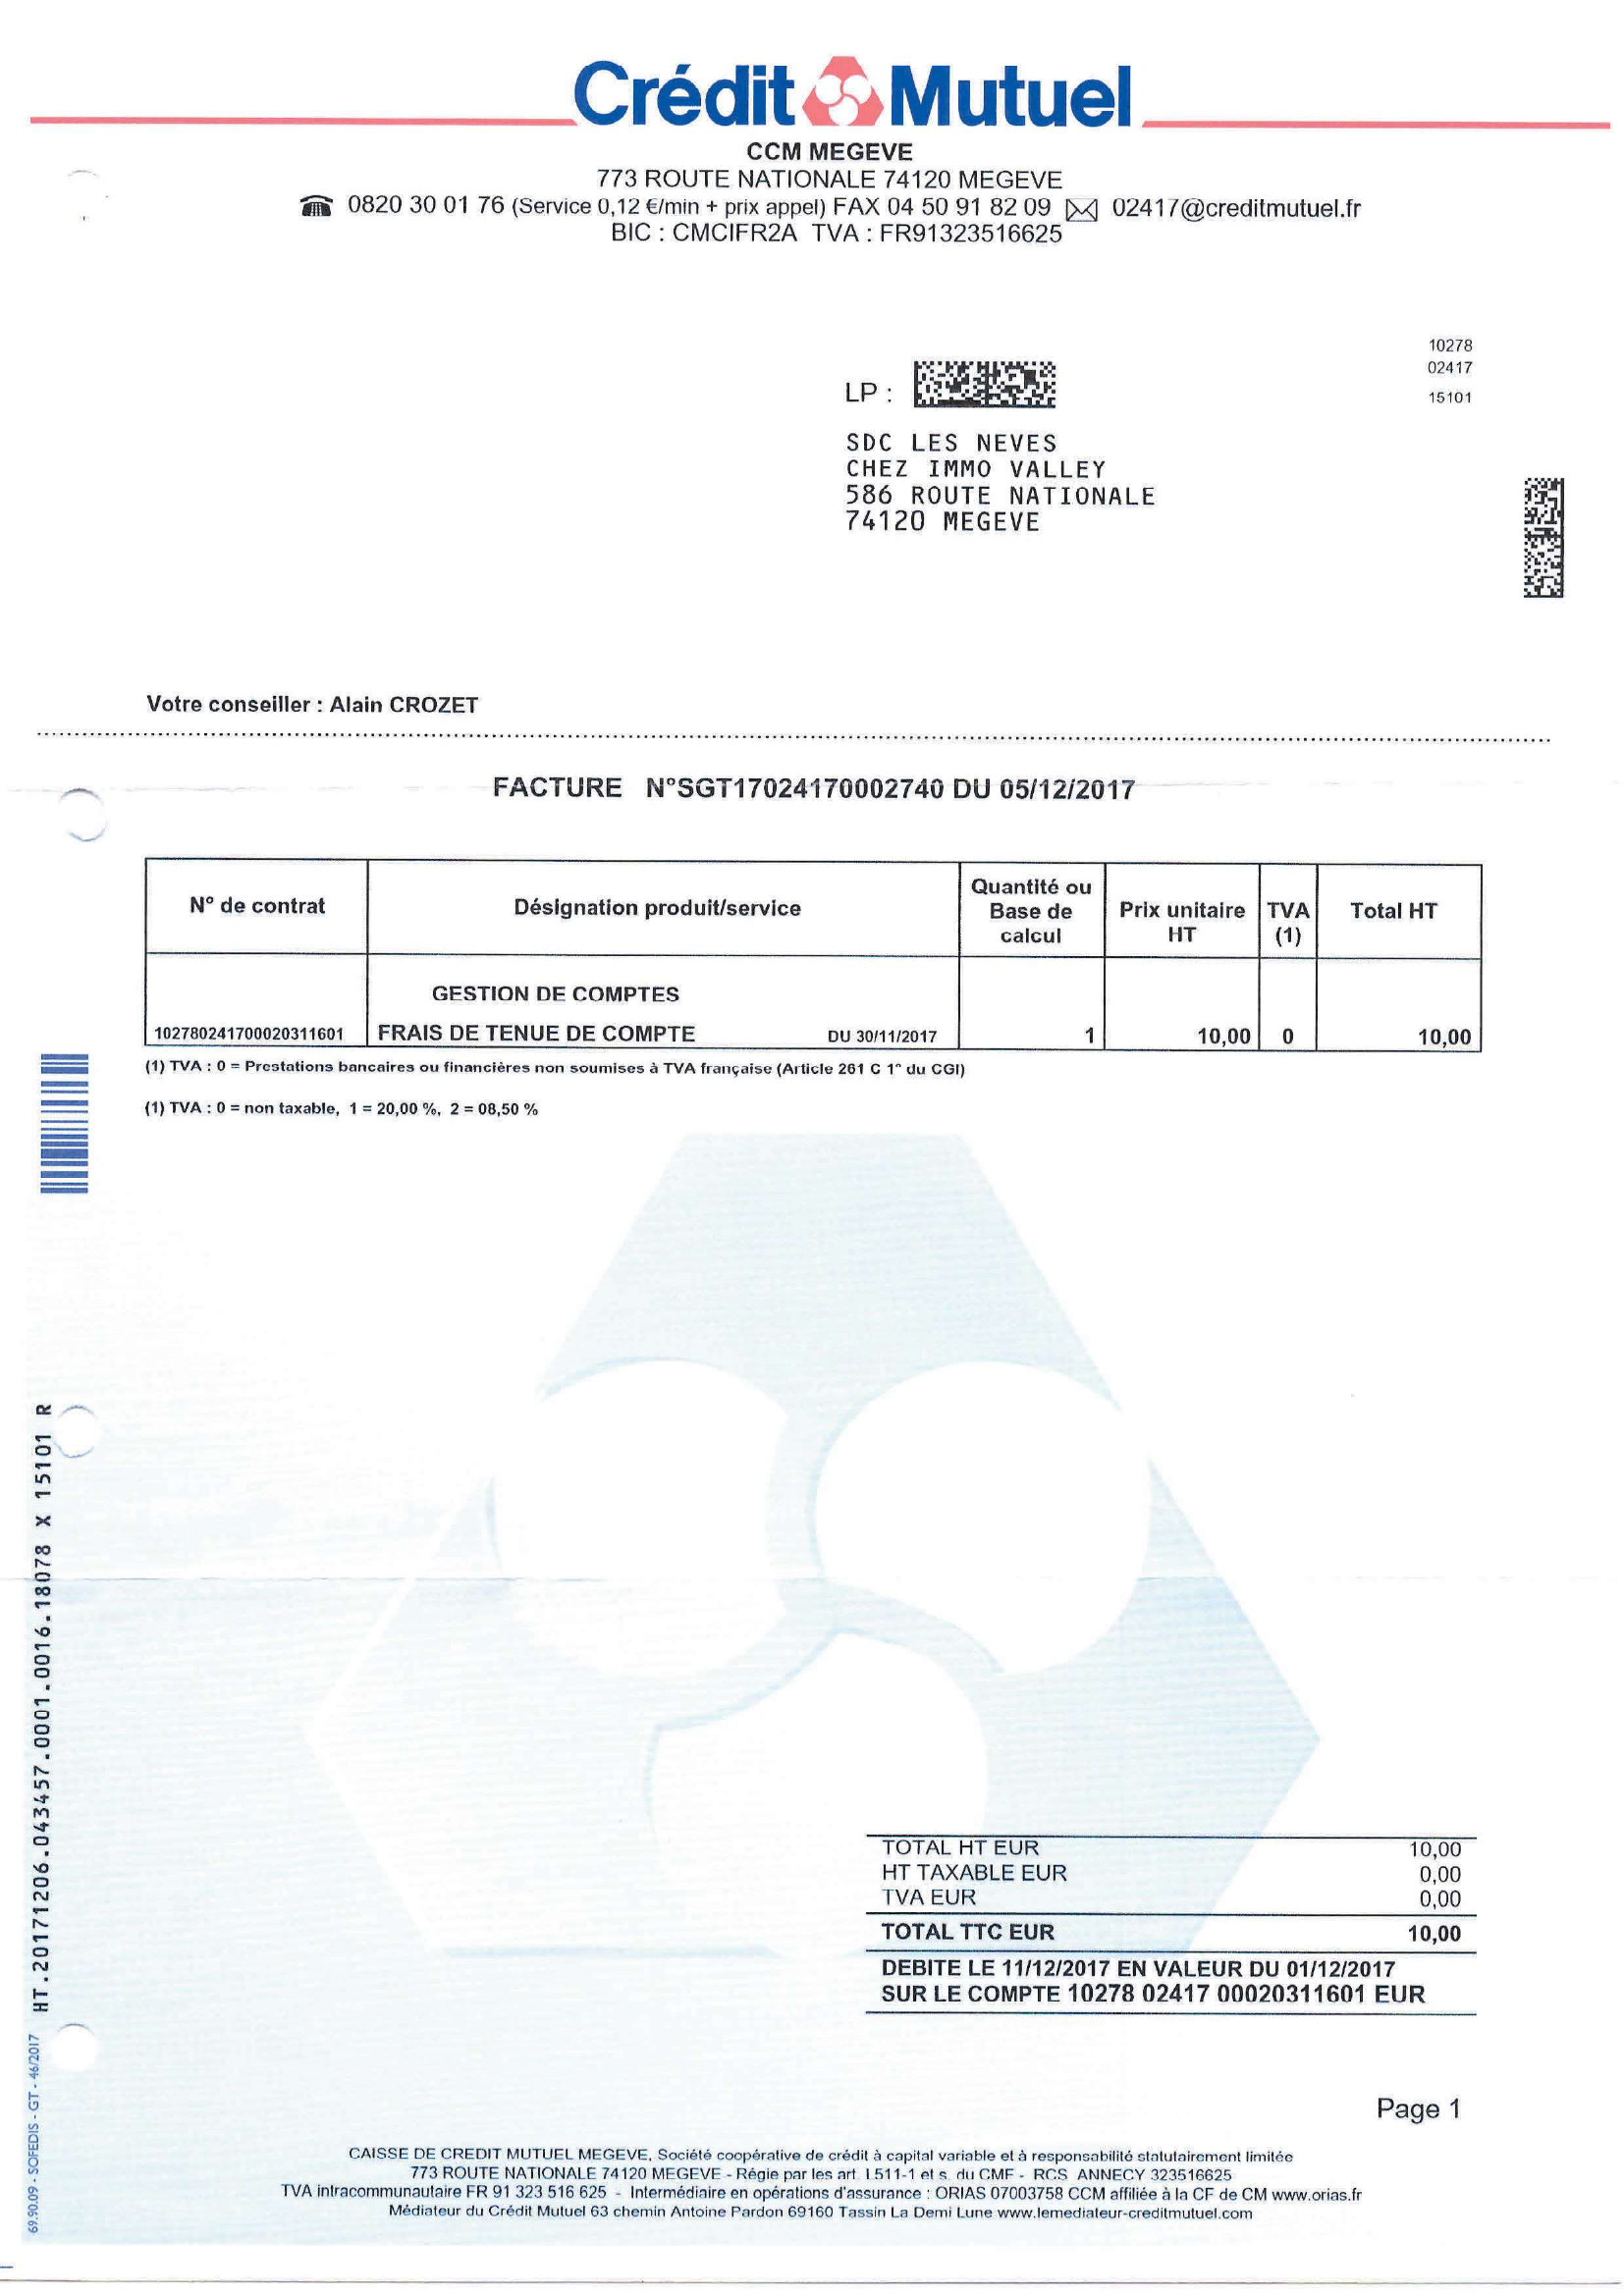 Crédit Mutuel
CCM MEGEVE
773 ROUTE NATIONALE 74120 MEGEVE
0820 30 01 76 (Service 0,12 €/min + prix appel) FAX 04 50 91 82 09 02417@creditmutuel.fr
BIC : CMCIFR2A TVA : FR91323516625
10278
02417
15101
LP :
SDC LES NEVES
CHEZ IMMO VALLEY
586 ROUTE NATIONALE
74120 MEGEVE
Votre conseiller : Alain CROZET
FACTURE N°SGT17024170002740 DU 05/12/2017
N° de contrat Désignation produit/service Quantité ou Base de calcul Prix unitaire HT TVA (1) Total HT
GESTION DE COMPTES
102780241700020311601 FRAIS DE TENUE DE COMPTE DU 30/11/2017 1 10,00 0 10,00
(1) TVA : 0 = Prestations bancaires ou financières non soumises à TVA française (Article 261 C 1° du CGI)
(1) TVA : 0 = non taxable, 1 = 20,00 %, 2 = 08,50 %
TOTAL HT EUR 10,00
HT TAXABLE EUR 0,00
TVA EUR 0,00
TOTAL TTC EUR 10,00
DEBITE LE 11/12/2017 EN VALEUR DU 01/12/2017
SUR LE COMPTE 10278 02417 00020311601 EUR
HT.20171206.043457.0001.0016.18078 X 15101 R
69.90.09 - SOFEDIS - GT - 46/2017
Page 1
CAISSE DE CREDIT MUTUEL MEGEVE, Société coopérative de crédit à capital variable et à responsabilité statutairement limitée
773 ROUTE NATIONALE 74120 MEGEVE - Régie par les art. L511-1 et s. du CMF - RCS ANNECY 323516625
TVA intracommunautaire FR 91 323 516 625 - Intermédiaire en opérations d'assurance : ORIAS 07003758 CCM affiliée à la CF de CM www.orias.fr
Médiateur du Crédit Mutuel 63 chemin Antoine Pardon 69160 Tassin La Demi Lune www.lemediateur-creditmutuel.com